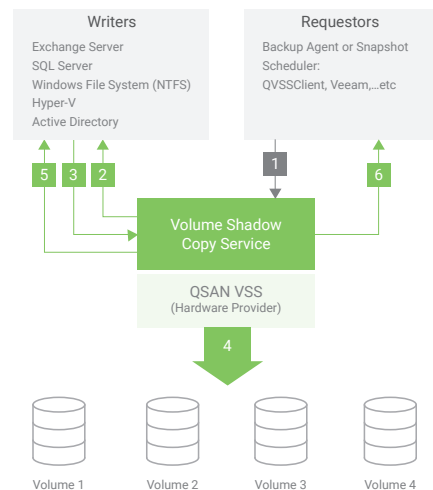 Writers
Exchange Server
SQL Server
Windows File System (NTFS)
Hyper-V
Active Directory
Requestors
Backup Agent or Snapshot
Scheduler:
QVSSClient, Veeam,...etc
5
3
2
1
6
Volume Shadow
Copy Service
QSAN VSS
(Hardware Provider)
4
Volume 1
Volume 2
Volume 3
Volume 4